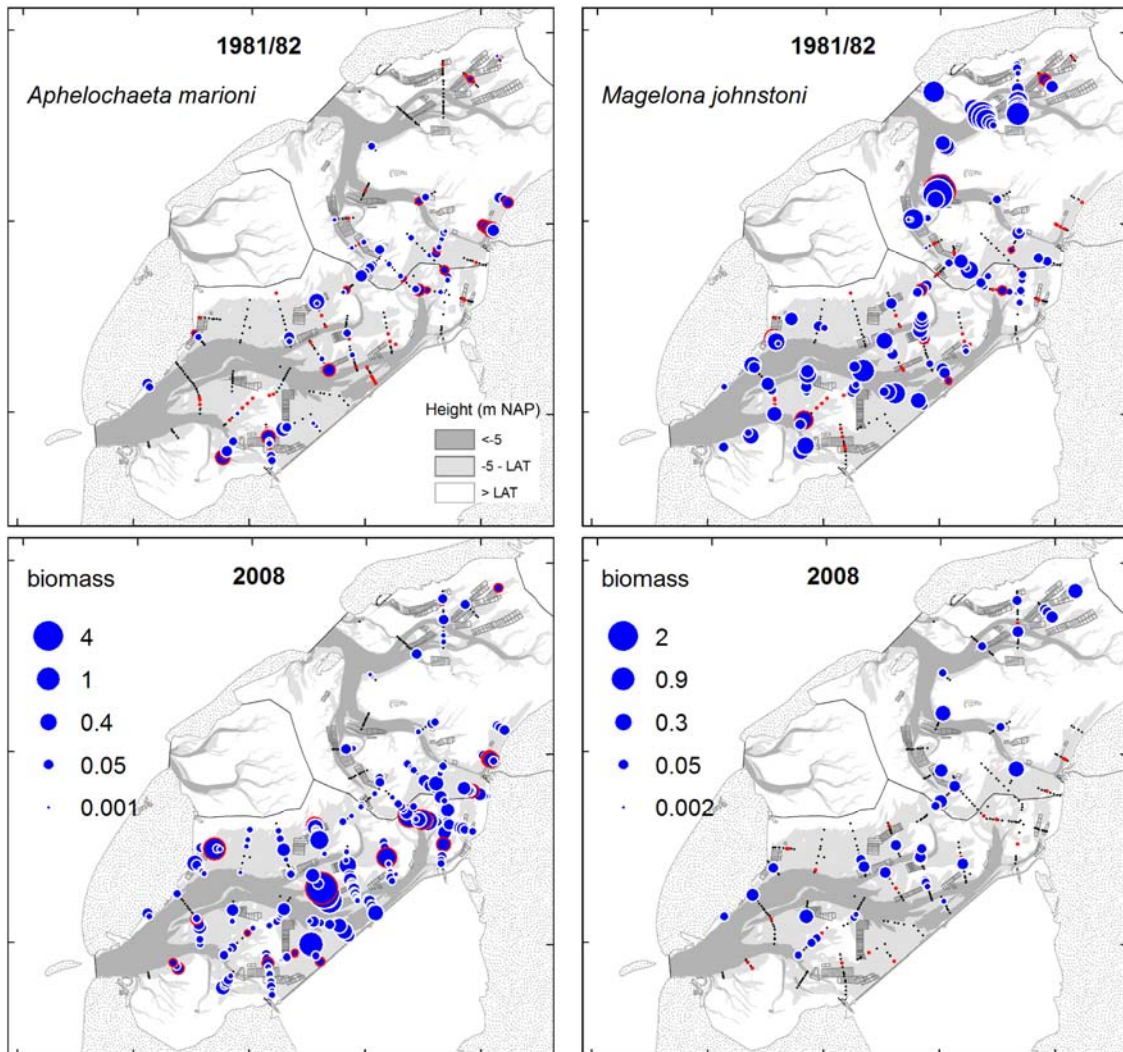 1981/82
Aphelochaeta marioni
Height (m NAP)
<-5
-5 - LAT
> LAT
1981/82
Magelona johnstoni
2008
biomass
4
1
0.4
0.05
0.001
2008
biomass
2
0.9
0.3
0.05
0.002